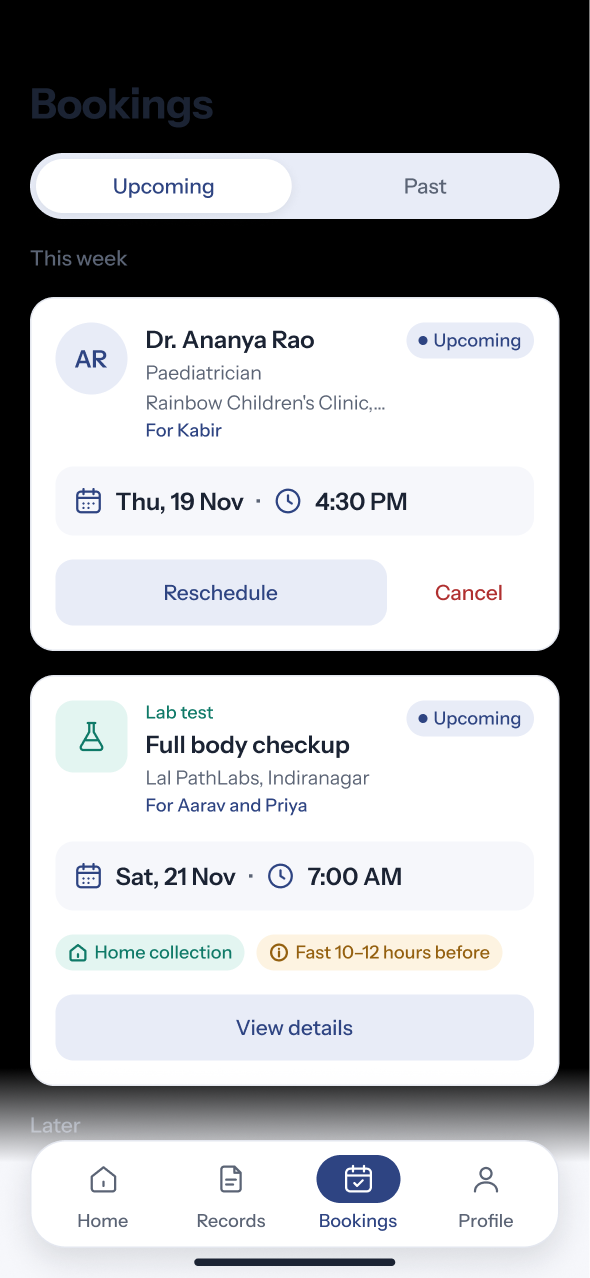 Bookings
Upcoming
Past
This week
AR
Dr. Ananya Rao
Upcoming
Paediatrician
Rainbow Children's Clinic,...
For Kabir
Thu, 19 Nov · 4:30 PM
Reschedule
Cancel
Lab test
Upcoming
Full body checkup
Lal PathLabs, Indiranagar
For Aarav and Priya
Sat, 21 Nov · 7:00 AM
Home collection
Fast 10–12 hours before
View details
Later
Home
Records
Bookings
Profile